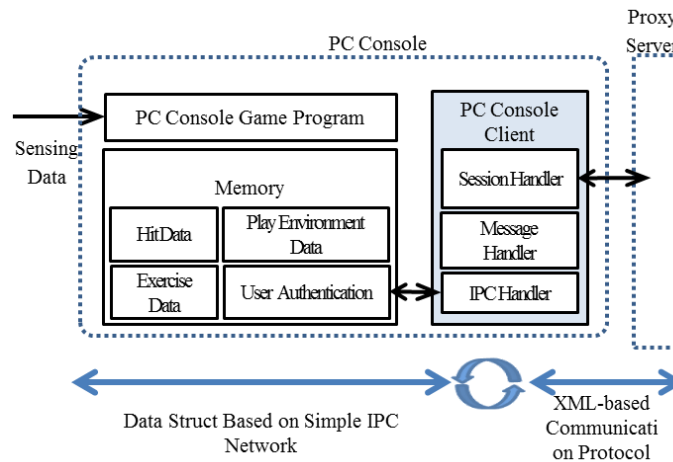 Proxy
Server
PC Console
Sensing
Data
PC Console Game Program
Memory
Hit Data
Play Environment
Data
Exercise
Data
User Authentication
PC Console
Client
Session Handler
Message
Handler
IPC Handler
Data Struct Based on Simple IPC
Network
XML-based
Communicati
on Protocol